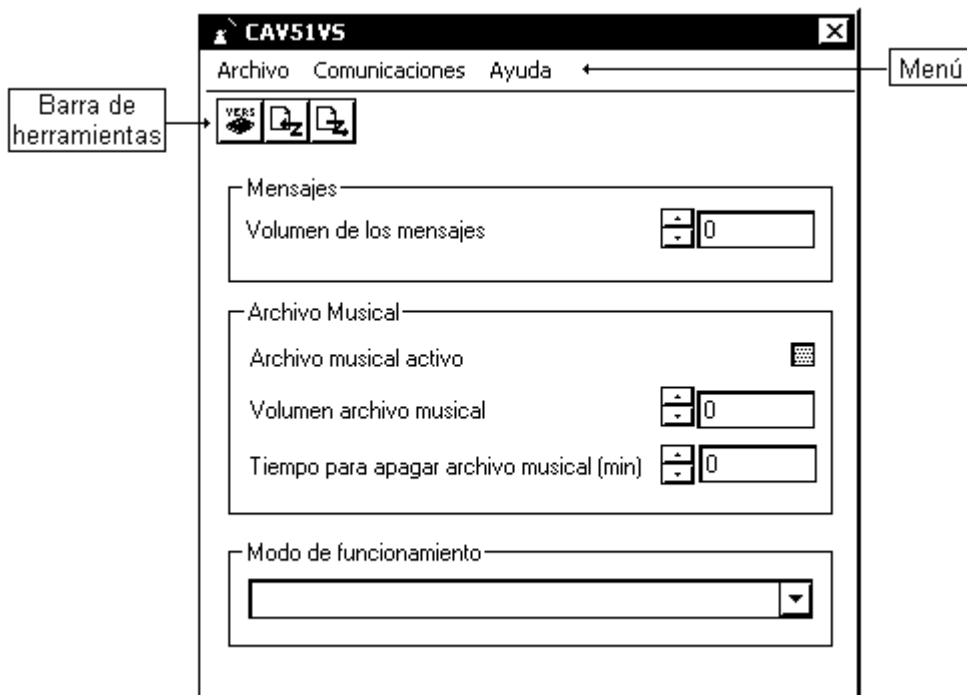 CAV51VS
Archivo Comunicaciones Ayuda
Menú
Barra de
herramientas
VERS
Mensajes
Volumen de los mensajes
0
Archivo Musical
Archivo musical activo
Volumen archivo musical
0
Tiempo para apagar archivo musical (min)
0
Modo de funcionamiento